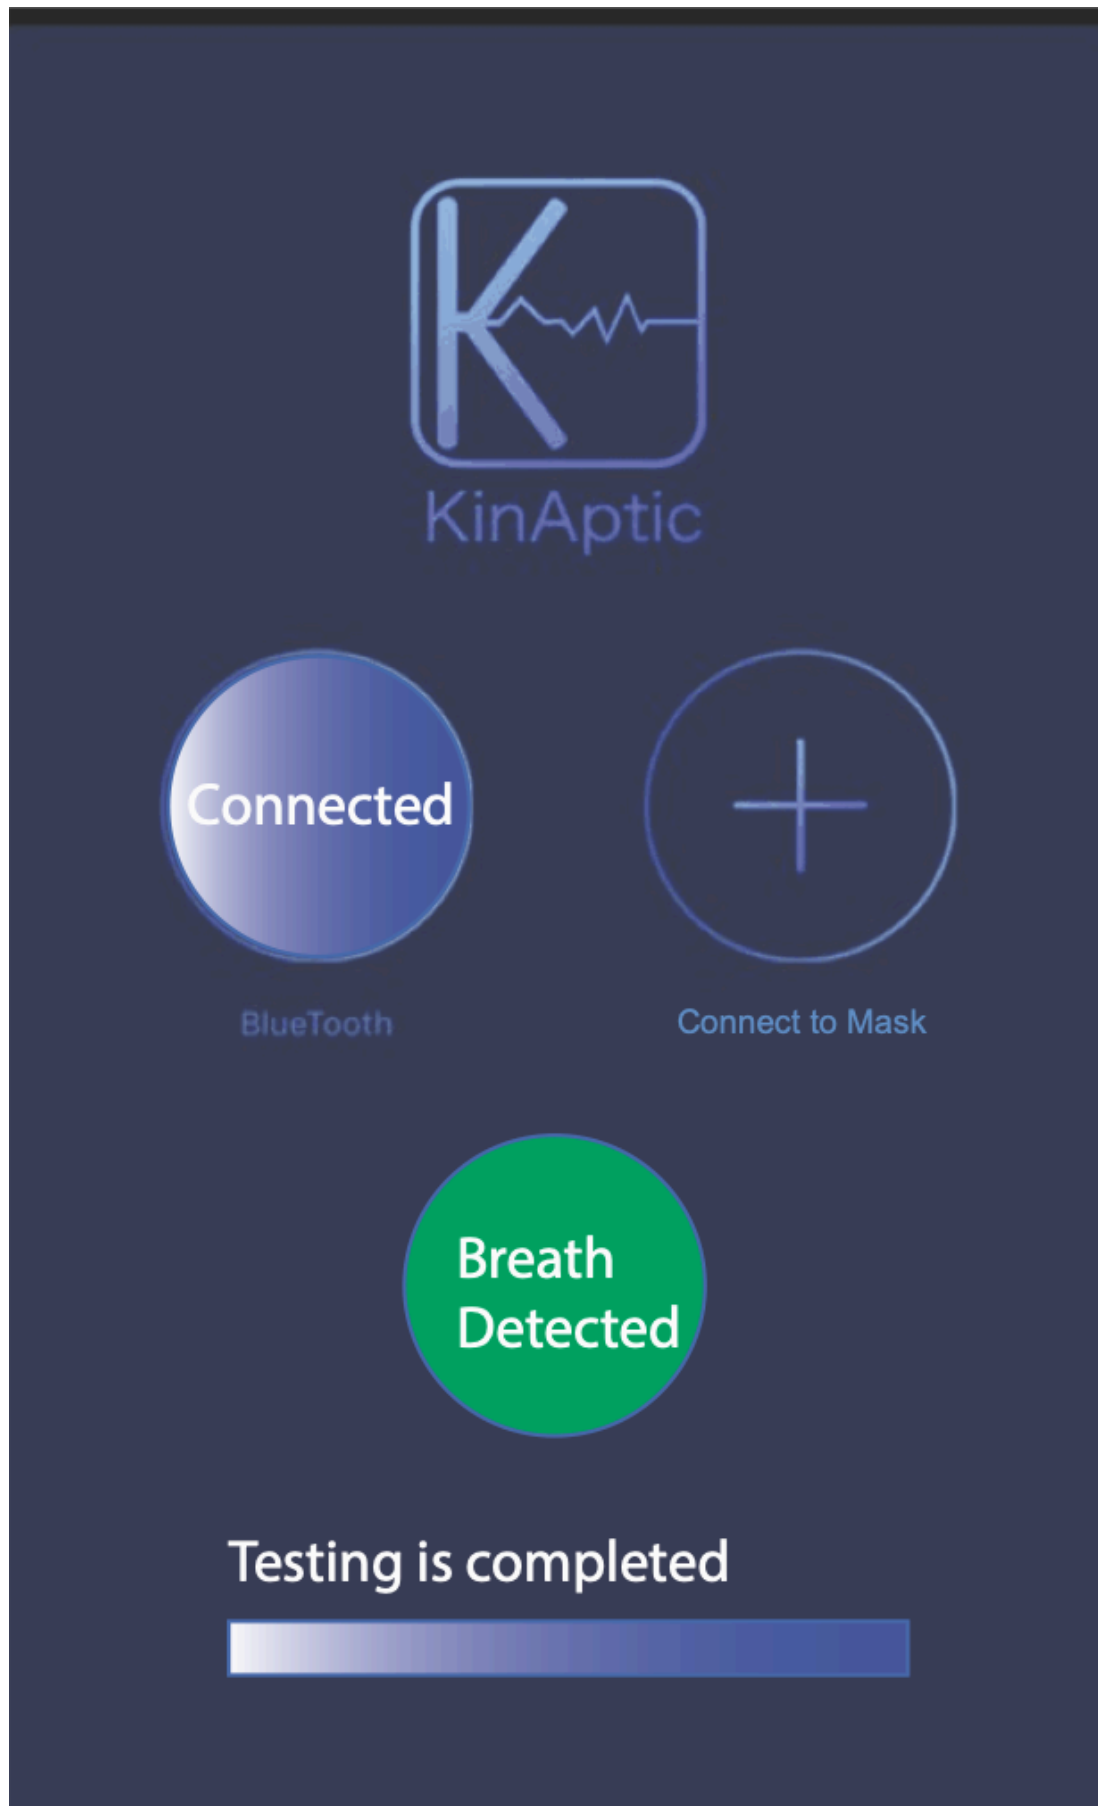 K
KinAptic
Connected
BlueTooth
Connect to Mask
Breath
Detected
Testing is completed